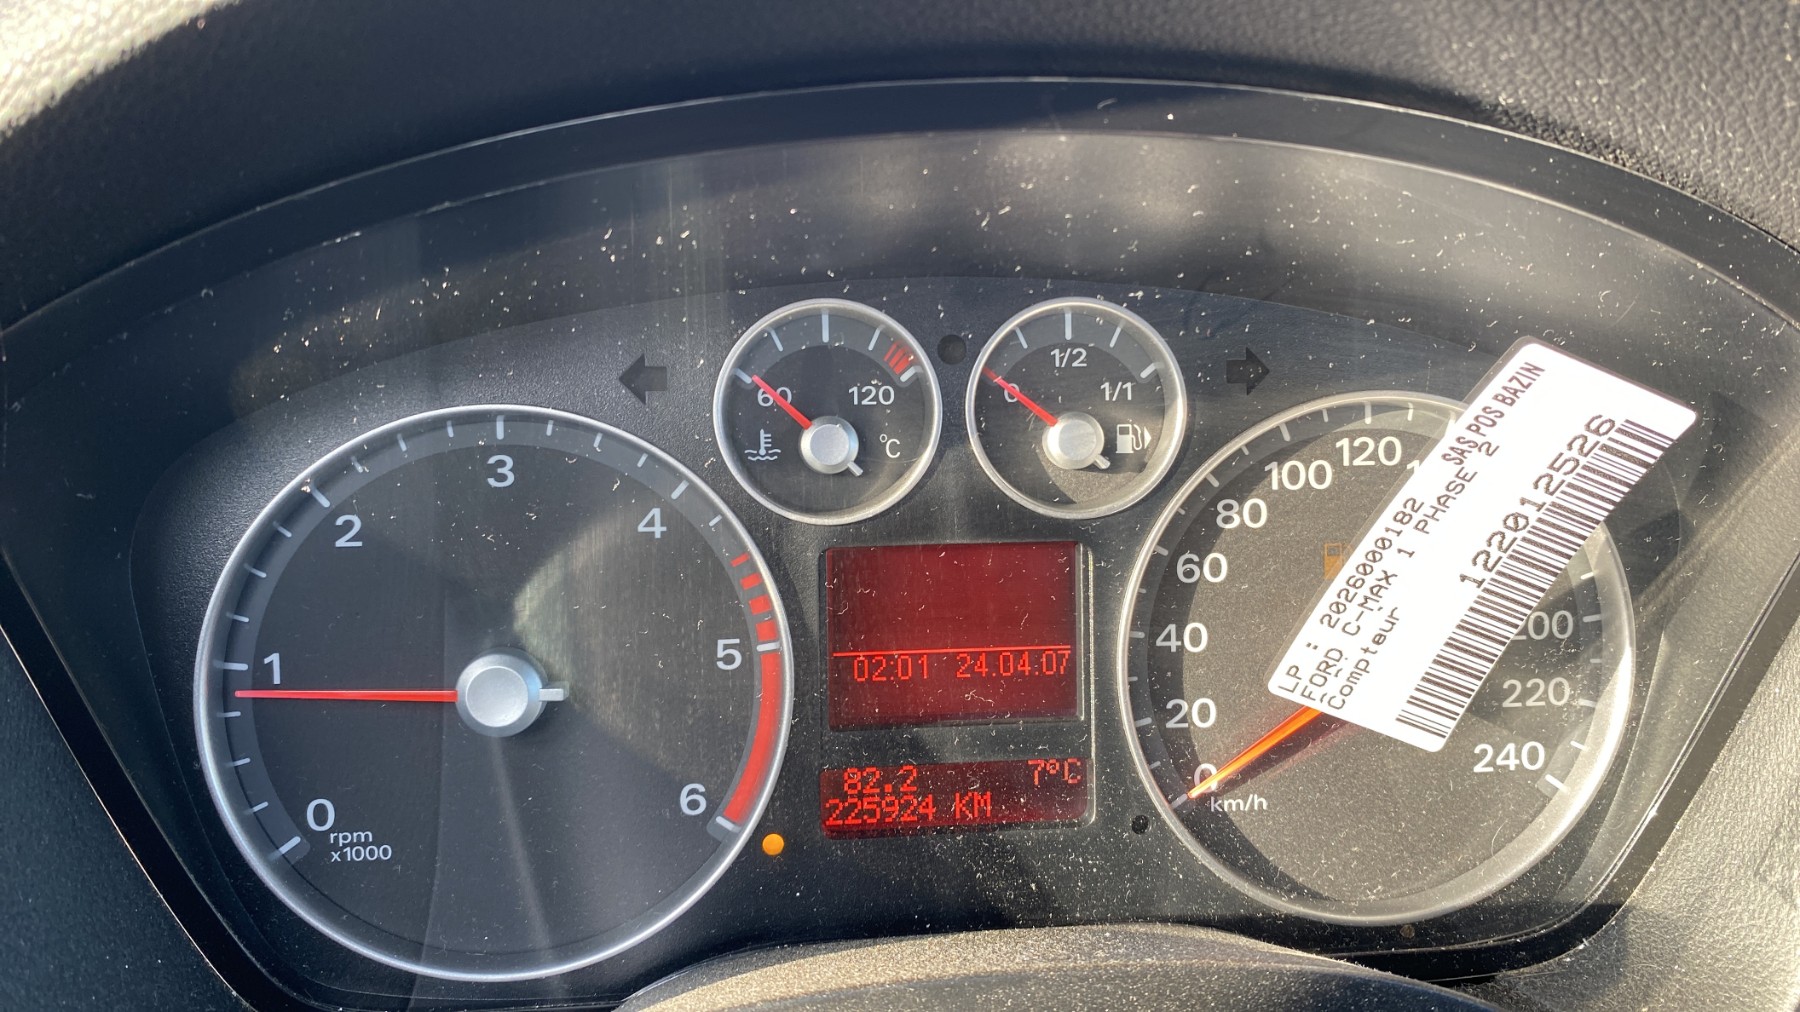 0
1
2
3
4
5
6
rpm
x1000
60
120
°C
0
1/2
1/1
02:01 24.04.07
82.2
7°C
225924 KM
0
20
40
60
80
100
120
200
220
240
km/h
SAS POS BAZIN
LP : 2026000182
FORD C-MAX 1 PHASE 2
Compteur
122012526